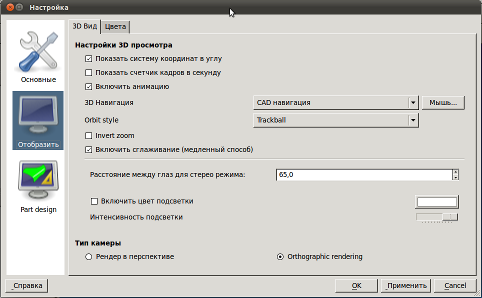 Настройка
3D Вид
Цвета
Настройки 3D просмотра
Показать систему координат в углу
Показать счетчик кадров в секунду
Включить анимацию
3D Навигация
CAD навигация
Мышь...
Orbit style
Trackball
Invert zoom
Включить сглаживание (медленный способ)
Расстояние между глаз для стерео режима:
65,0
Включить цвет подсветки
Интенсивность подсветки
Тип камеры
Рендер в перспективе
Orthographic rendering
Основные
Отобразить
Part design
Справка
OK
Применить
Cancel